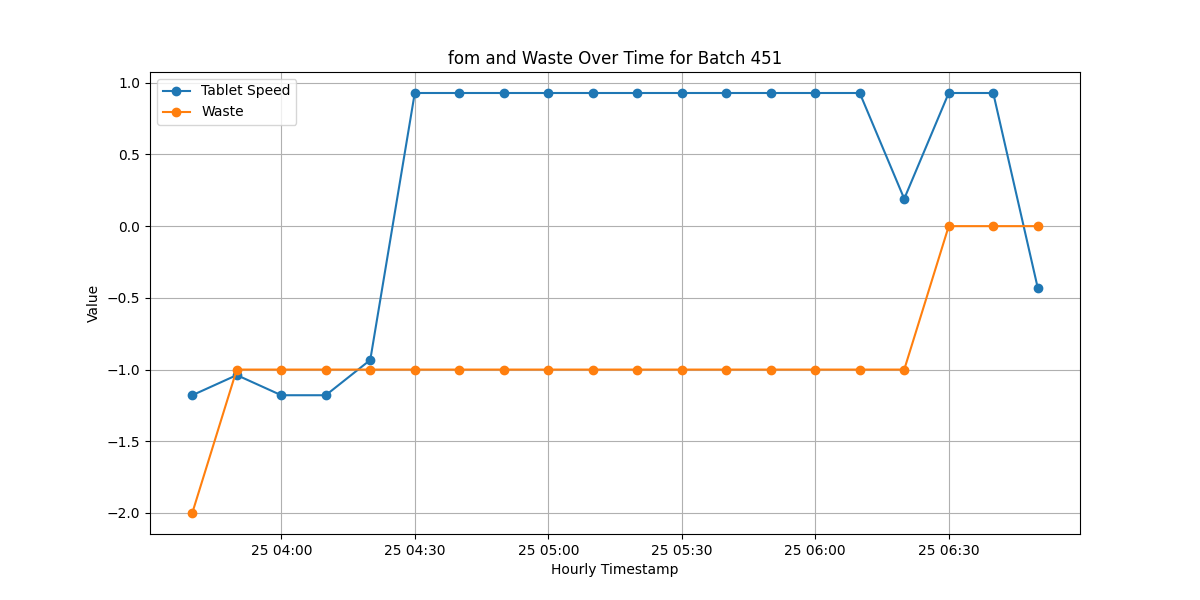 fom and Waste Over Time for Batch 451
Tablet Speed
Waste
1.0
0.5
0.0
−0.5
−1.0
−1.5
−2.0
Value
25 04:00
25 04:30
25 05:00
25 05:30
25 06:00
25 06:30
Hourly Timestamp